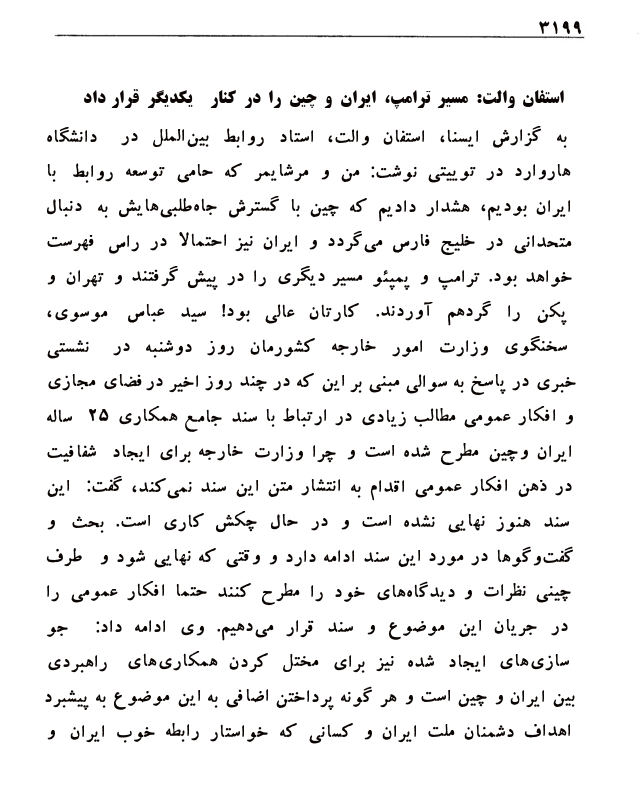 ۳۱۹۹
استفان والت: مسیر ترامپ، ایران و چین را در کنار یکدیگر قرار داد
به گزارش ایسنا، استفان والت، استاد روابط بین‌الملل در دانشگاه
هاروارد در توییتی نوشت: من و مرشایمر که حامی توسعه روابط با
ایران بودیم، هشدار دادیم که چین با گسترش جاه‌طلبی‌هایش به دنبال
متحدانی در خلیج فارس می‌گردد و ایران نیز احتمالا در راس فهرست
خواهد بود. ترامپ و پمپئو مسیر دیگری را در پیش گرفتند و تهران و
پکن را گردهم آوردند. کارتان عالی بود! سید عباس موسوی،
سخنگوی وزارت امور خارجه کشورمان روز دوشنبه در نشستی
خبری در پاسخ به سوالی مبنی بر این که در چند روز اخیر در فضای مجازی
و افکار عمومی مطالب زیادی در ارتباط با سند جامع همکاری ۲۵ ساله
ایران وچین مطرح شده است و چرا وزارت خارجه برای ایجاد شفافیت
در ذهن افکار عمومی اقدام به انتشار متن این سند نمی‌کند، گفت: این
سند هنوز نهایی نشده است و در حال چکش کاری است. بحث و
گفت‌وگوها در مورد این سند ادامه دارد و وقتی که نهایی شود و طرف
چینی نظرات و دیدگاه‌های خود را مطرح کنند حتما افکار عمومی را
در جریان این موضوع و سند قرار می‌دهیم. وی ادامه داد: جو
سازی‌های ایجاد شده نیز برای مختل کردن همکاری‌های راهبردی
بین ایران و چین است و هر گونه پرداختن اضافی به این موضوع به پیشبرد
اهداف دشمنان ملت ایران و کسانی که خواستار رابطه خوب ایران و